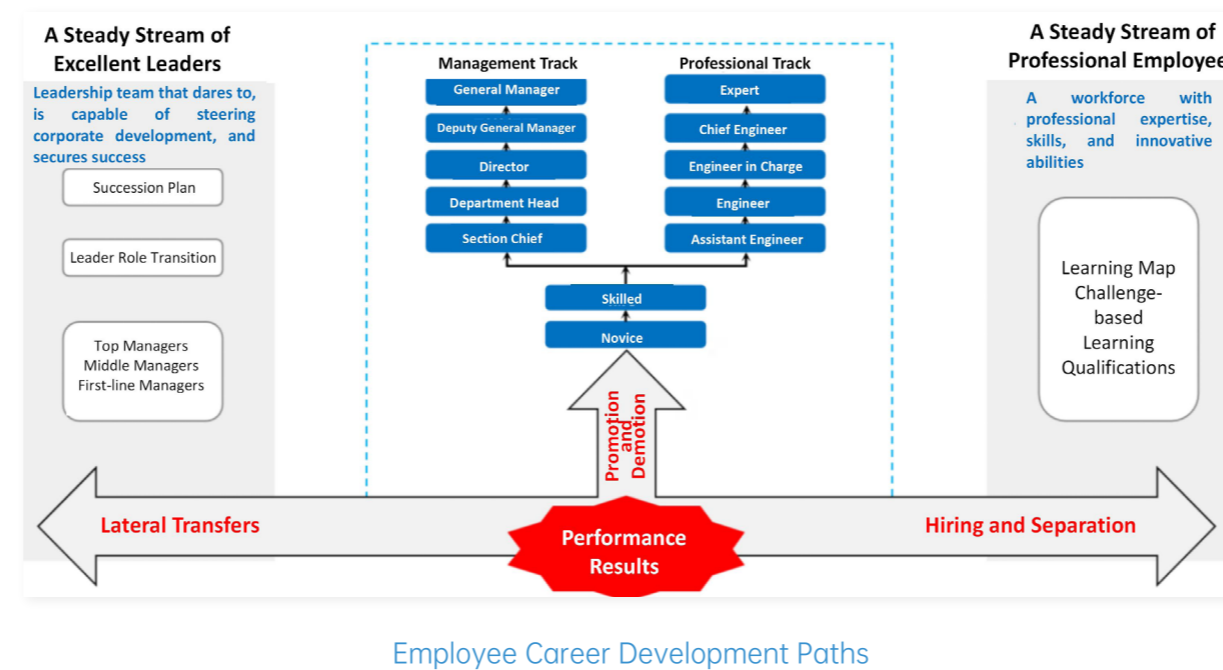 A Steady Stream of
Excellent Leaders
Leadership team that dares to,
is capable of steering
corporate development, and
secures success
Succession Plan
Leader Role Transition
Top Managers
Middle Managers
First-line Managers
Management Track
General Manager
Deputy General Manager
Director
Department Head
Section Chief
Professional Track
Expert
Chief Engineer
Engineer in Charge
Engineer
Assistant Engineer
Skilled
Novice
Promotion
and
Demotion
A Steady Stream of
Professional Employee
A workforce with
professional expertise,
skills, and innovative
abilities
Learning Map
Challenge-
based
Learning
Qualifications
Lateral Transfers
Performance
Results
Hiring and Separation
Employee Career Development Paths